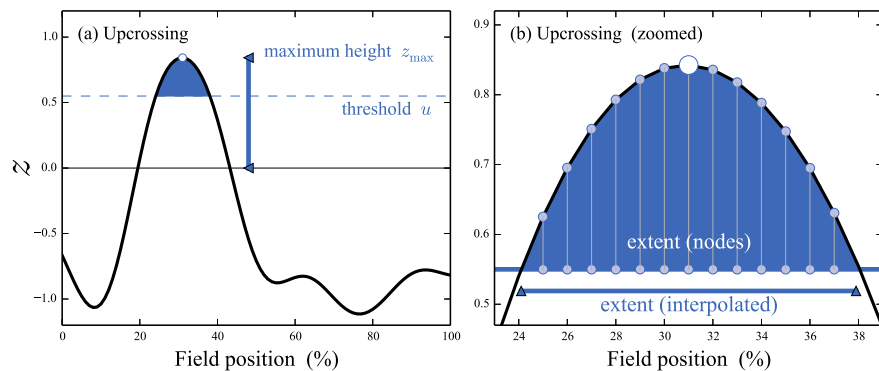 (a) Upcrossing
maximum height z_max
threshold u
1.0
0.5
0.0
−0.5
−1.0
z
0
20
40
60
80
100
Field position (%)
(b) Upcrossing (zoomed)
0.9
0.8
0.7
0.6
0.5
extent (nodes)
extent (interpolated)
24
26
28
30
32
34
36
38
Field position (%)